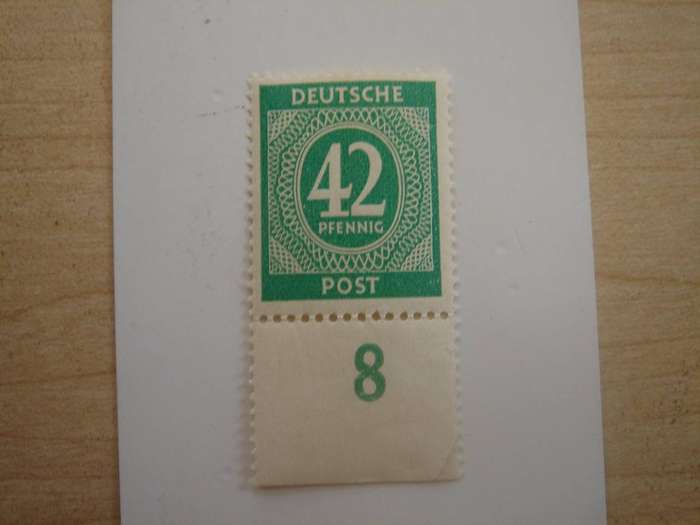 DEUTSCHE
42
PFENNIG
POST
8